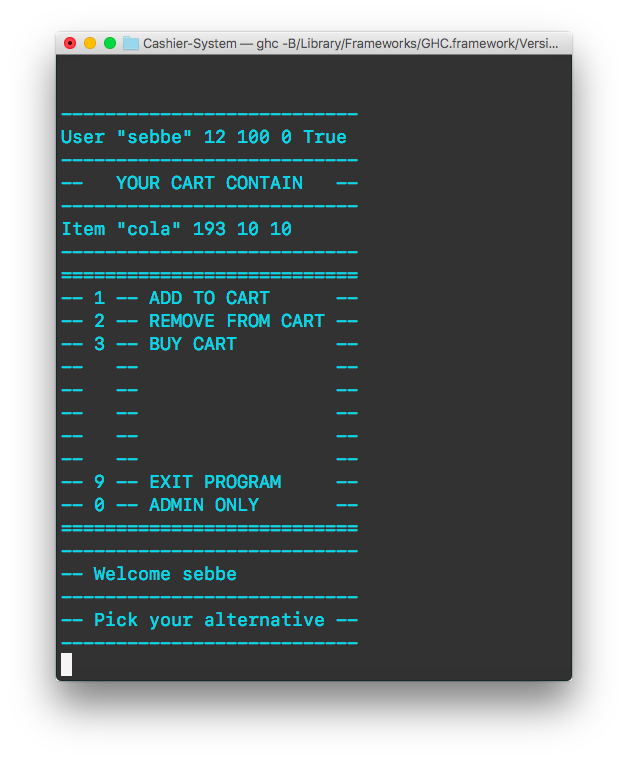 Cashier-System — ghc -B/Library/Frameworks/GHC.framework/Versi...
---------------------------
User "sebbe" 12 100 0 True
---------------------------
--   YOUR CART CONTAIN   --
---------------------------
Item "cola" 193 10 10
---------------------------
===========================
-- 1 -- ADD TO CART      --
-- 2 -- REMOVE FROM CART --
-- 3 -- BUY CART         --
--   --                  --
--   --                  --
--   --                  --
--   --                  --
--   --                  --
-- 9 -- EXIT PROGRAM     --
-- 0 -- ADMIN ONLY       --
===========================
---------------------------
-- Welcome sebbe
---------------------------
-- Pick your alternative --
---------------------------